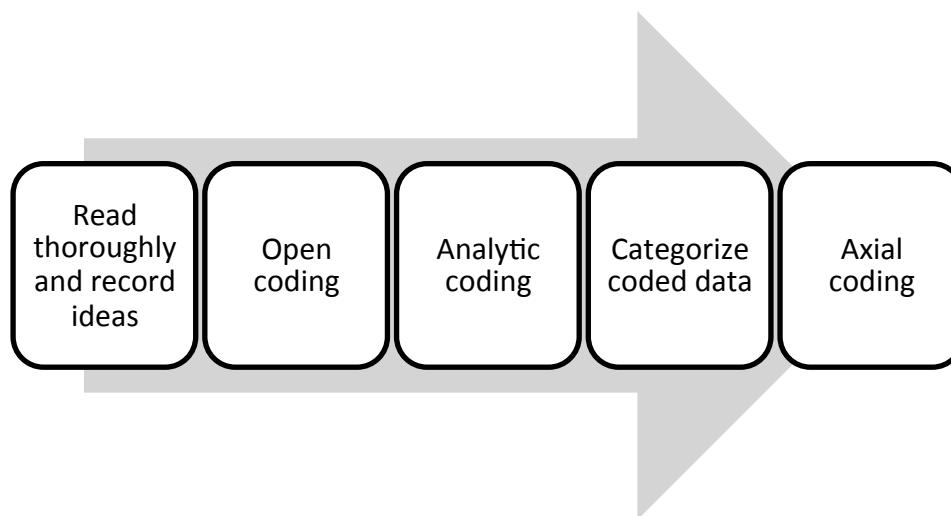 Read
thoroughly
and record
ideas
Open
coding
Analytic
coding
Categorize
coded data
Axial
coding